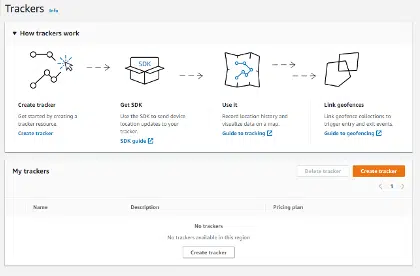 Trackers Info
▼ How trackers work
SDK
Create tracker
Get started by creating a
tracker resource.
Create tracker
Get SDK
Use the SDK to send device
location updates to your
tracker.
SDK guide
Use it
Record location history and
visualize data on a map.
Guide to tracking
Link geofences
Link geofence collections to
trigger entry and exit events.
Guide to geofencing
My trackers
Delete tracker
Create tracker
< 1 >
Name Description Pricing plan
No trackers
No trackers available in this region
Create tracker